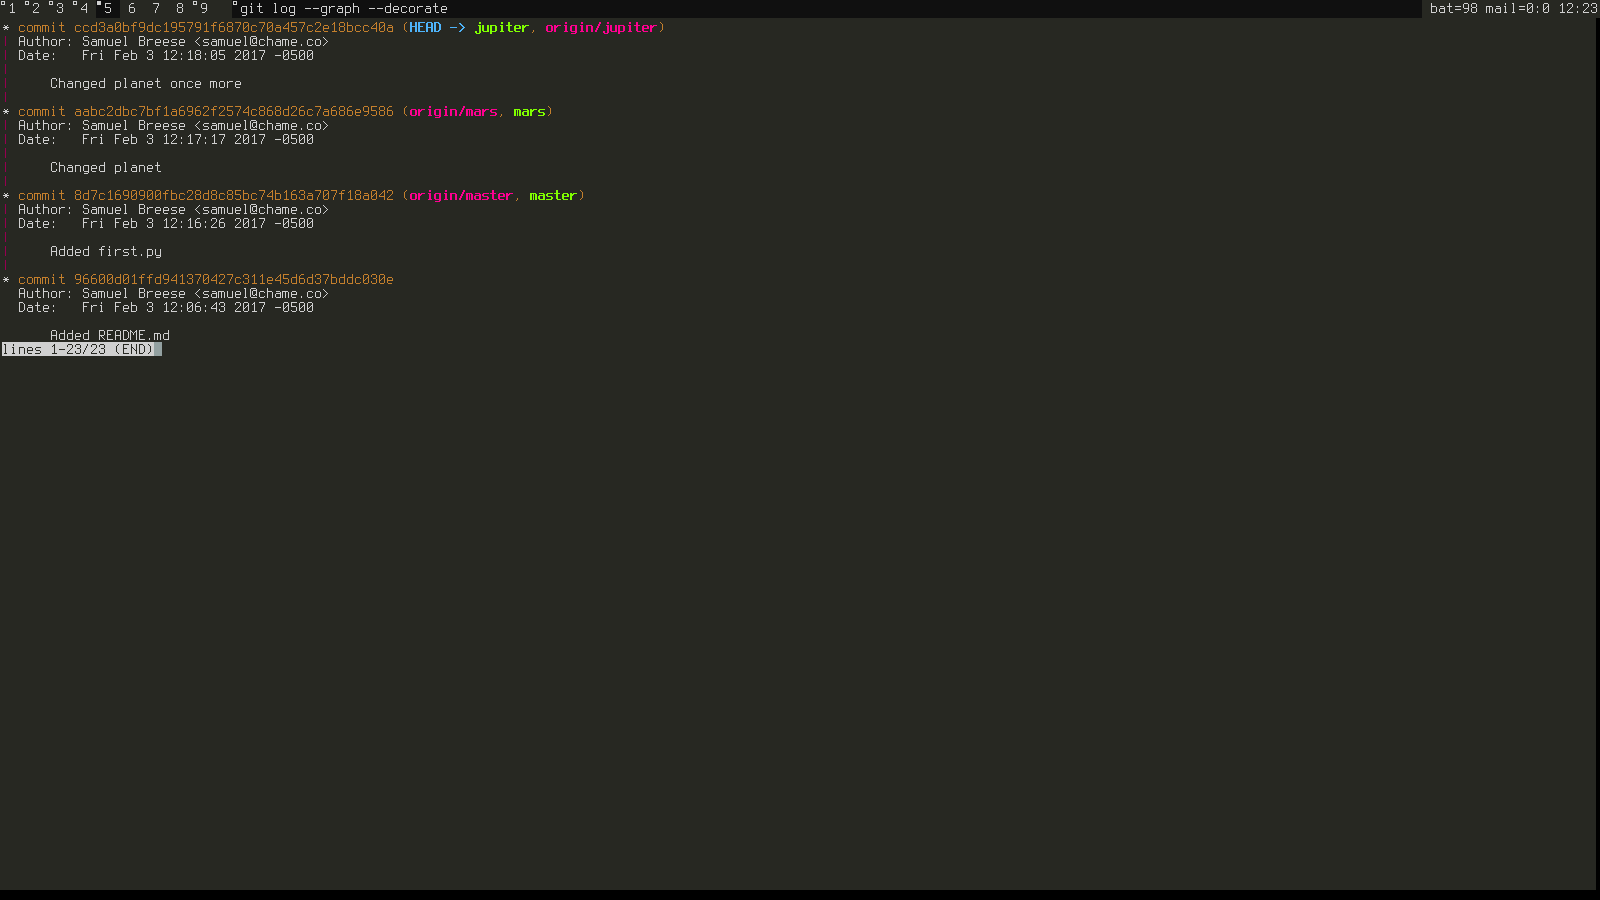 1 2 3 4 5 6 7 8 9 git log --graph --decorate bat=98 mail=0:0 12:23
* commit ccd3a0bf9dc195791f6870c70a457c2e18bcc40a (HEAD -> jupiter, origin/jupiter)
| Author: Samuel Breese <samuel@chame.co>
| Date:   Fri Feb 3 12:18:05 2017 -0500
|
|     Changed planet once more
|
* commit aabc2dbc7bf1a6962f2574c868d26c7a686e9586 (origin/mars, mars)
| Author: Samuel Breese <samuel@chame.co>
| Date:   Fri Feb 3 12:17:17 2017 -0500
|
|     Changed planet
|
* commit 8d7c1690900fbc28d8c85bc74b163a707f18a042 (origin/master, master)
| Author: Samuel Breese <samuel@chame.co>
| Date:   Fri Feb 3 12:16:26 2017 -0500
|
|     Added first.py
|
* commit 96600d01ffd941370427c311e45d6d37bddc030e
  Author: Samuel Breese <samuel@chame.co>
  Date:   Fri Feb 3 12:06:43 2017 -0500
      Added README.md
lines 1-23/23 (END)